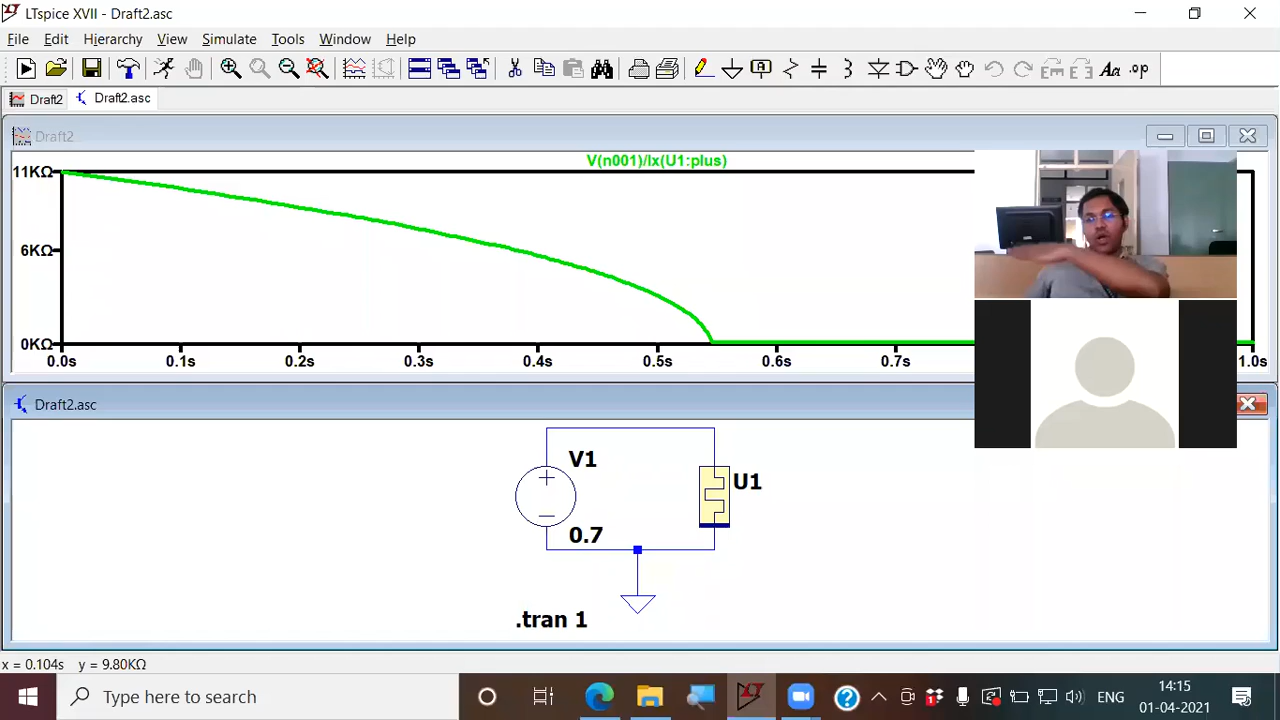 LTspice XVII - Draft2.asc
File Edit Hierarchy View Simulate Tools Window Help
Draft2 Draft2.asc
Draft2
V(n001)/Ix(U1:plus)
11KΩ
6KΩ
0KΩ
0.0s 0.1s 0.2s 0.3s 0.4s 0.5s 0.6s 0.7s 1.0s
Draft2.asc
V1
U1
0.7
.tran 1
x = 0.104s y = 9.80KΩ
Type here to search
ENG
14:15
01-04-2021